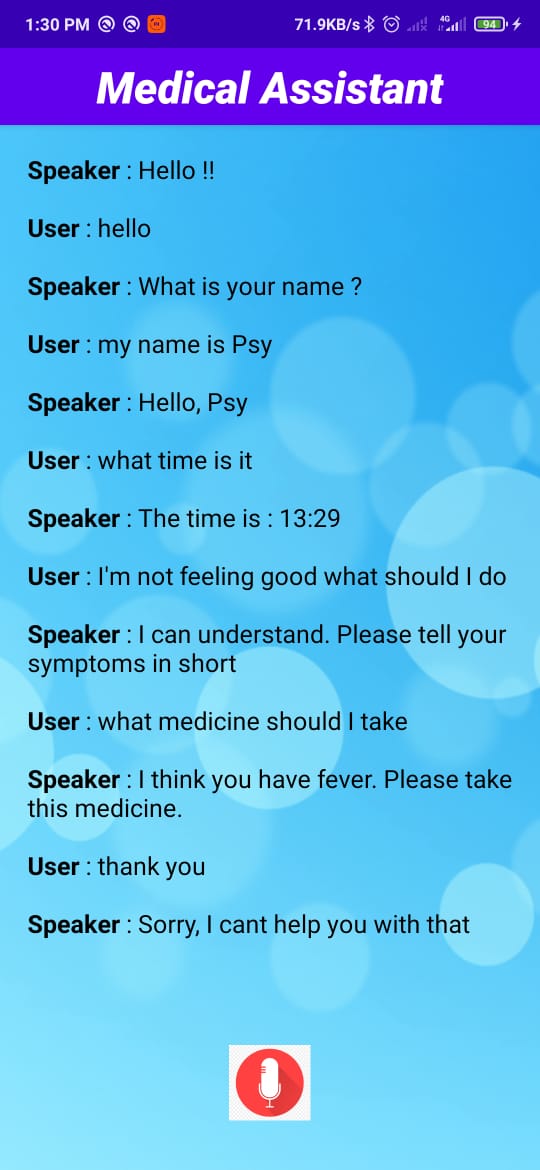 1:30 PM 71.9KB/s 4G 94
Medical Assistant
Speaker : Hello !!
User : hello
Speaker : What is your name ?
User : my name is Psy
Speaker : Hello, Psy
User : what time is it
Speaker : The time is : 13:29
User : I'm not feeling good what should I do
Speaker : I can understand. Please tell your
symptoms in short
User : what medicine should I take
Speaker : I think you have fever. Please take
this medicine.
User : thank you
Speaker : Sorry, I cant help you with that